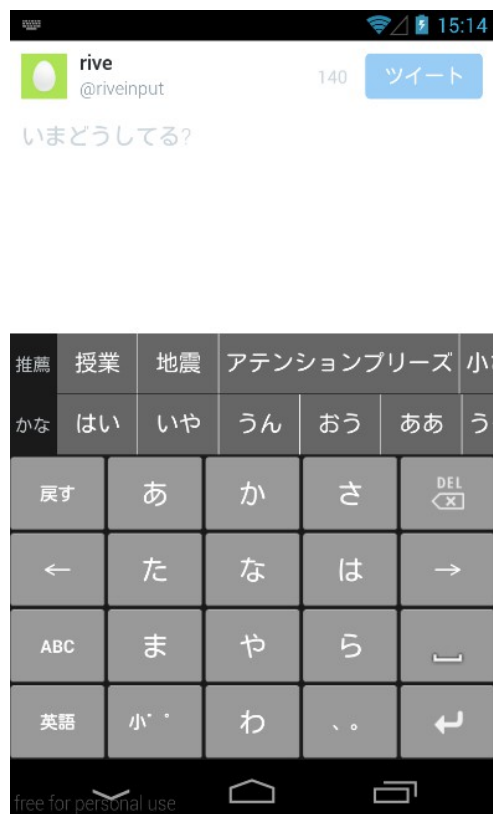 15:14
rive
@riveinput
140 ツイート
いまどうしてる?
推薦 授業 地震 アテンションプリーズ
かな はい いや うん おう ああ う
戻す あ か さ DEL
← た な は →
ABC ま や ら
英語 小゛゜ わ 、。
free for personal use